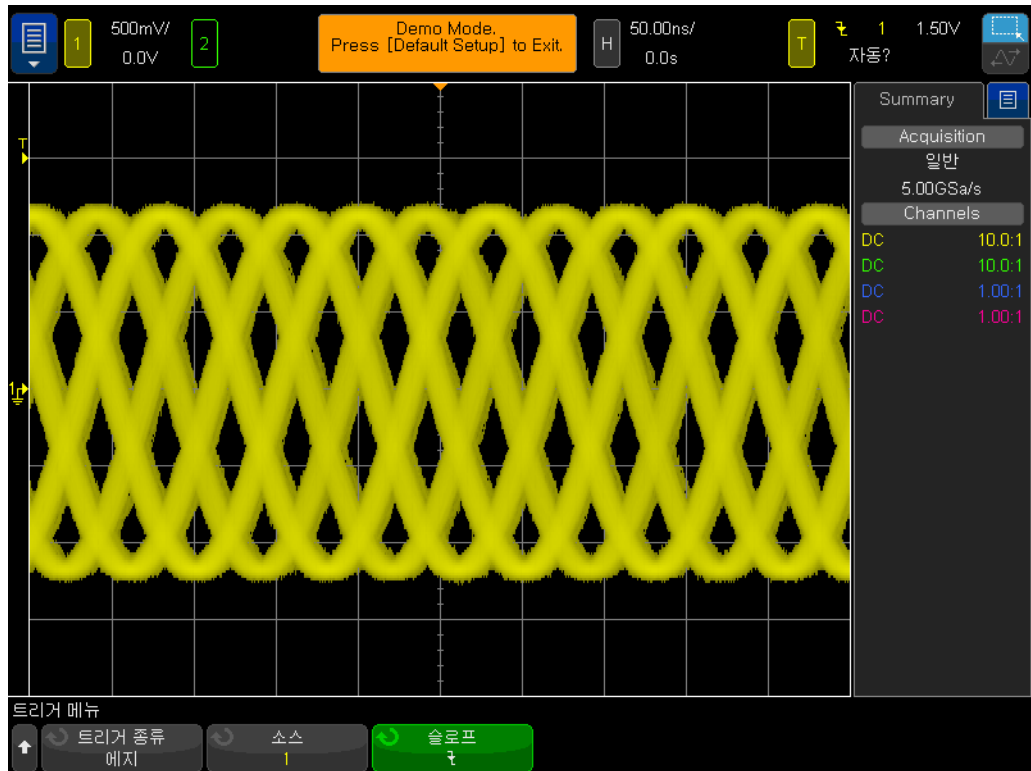 1
500mV/
0.0V
2
Demo Mode.
Press [Default Setup] to Exit.
H
50.00ns/
0.0s
T
1
1.50V
자동?
Summary
Acquisition
일반
5.00GSa/s
Channels
DC 10.0:1
DC 10.0:1
DC 1.00:1
DC 1.00:1
T
1
트리거 메뉴
트리거 종류
에지
소스
1
슬로프